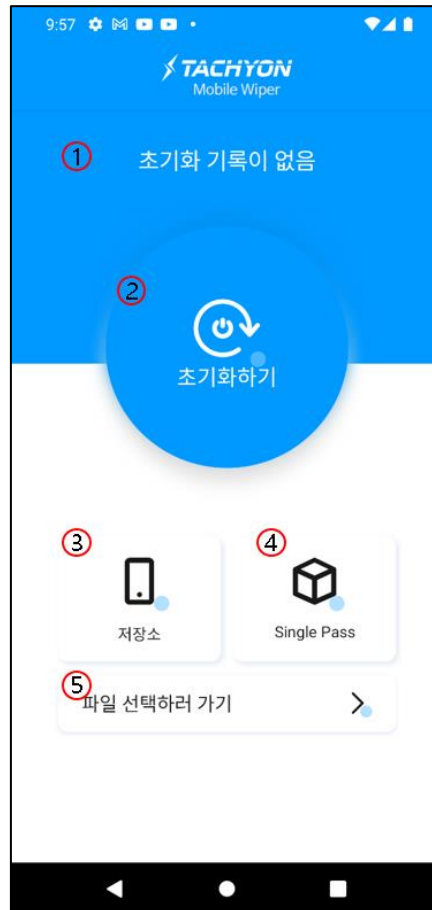 9:57
TACHYON
Mobile Wiper
① 초기화 기록이 없음
②
초기화하기
③ ④
저장소 Single Pass
⑤
파일 선택하러 가기